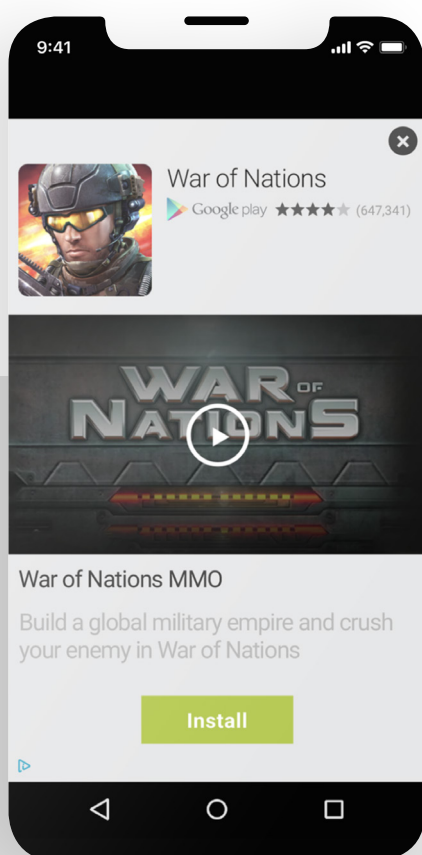 9:41
War of Nations
Google play (647,341)
WAR OF
NATIONS
War of Nations MMO
Build a global military empire and crush
your enemy in War of Nations
Install